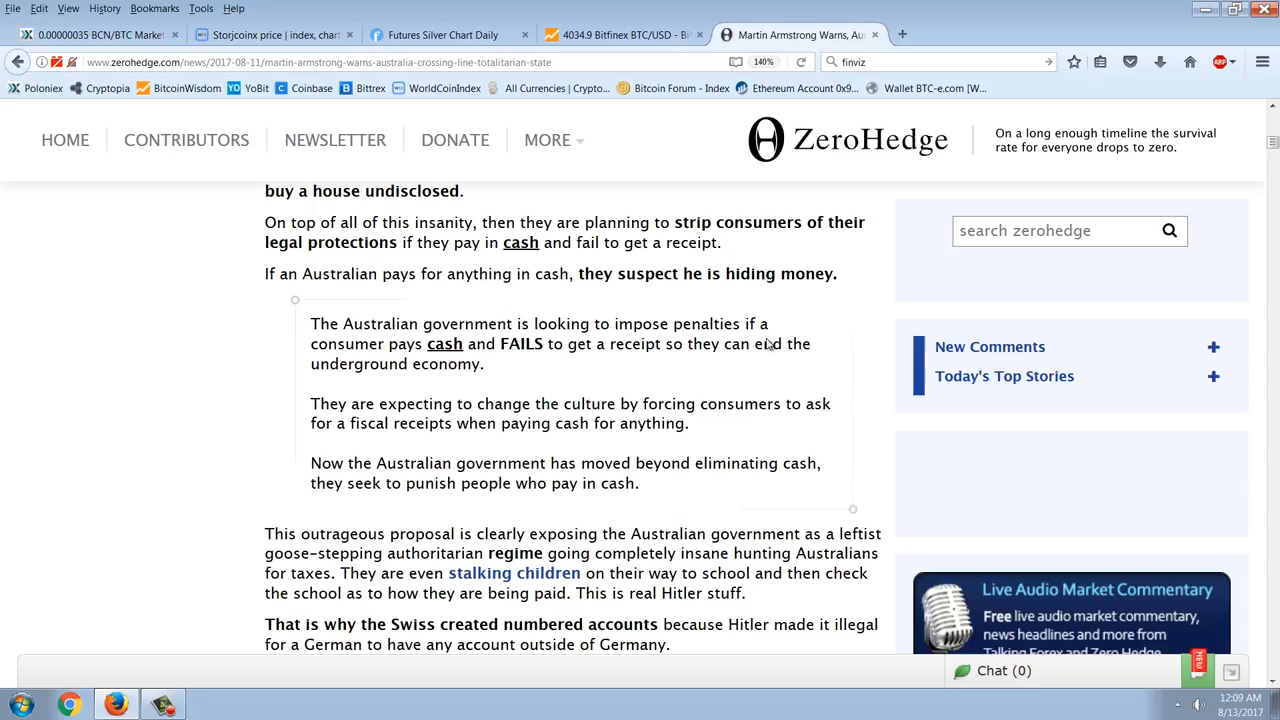 File Edit View History Bookmarks Tools Help
0.00000035 BCN/BTC Market × Storjcoinx price | index, chart × Futures Silver Chart Daily × 4034.9 Bitfinex BTC/USD - Bi × Martin Armstrong Warns, Au × +
www.zerohedge.com/news/2017-08-11/martin-armstrong-warns-australia-crossing-line-totalitarian-state 140% finviz ABP
Poloniex Cryptopia BitcoinWisdom YoBit Coinbase Bittrex WorldCoinIndex All Currencies | Crypto... Bitcoin Forum - Index Ethereum Account 0x9... Wallet BTC-e.com [W...
HOME CONTRIBUTORS NEWSLETTER DONATE MORE
ZeroHedge
On a long enough timeline the survival
rate for everyone drops to zero.
buy a house undisclosed.
On top of all of this insanity, then they are planning to strip consumers of their
legal protections if they pay in cash and fail to get a receipt.
If an Australian pays for anything in cash, they suspect he is hiding money.
The Australian government is looking to impose penalties if a
consumer pays cash and FAILS to get a receipt so they can end the
underground economy.
They are expecting to change the culture by forcing consumers to ask
for a fiscal receipts when paying cash for anything.
Now the Australian government has moved beyond eliminating cash,
they seek to punish people who pay in cash.
This outrageous proposal is clearly exposing the Australian government as a leftist
goose-stepping authoritarian regime going completely insane hunting Australians
for taxes. They are even stalking children on their way to school and then check
the school as to how they are being paid. This is real Hitler stuff.
That is why the Swiss created numbered accounts because Hitler made it illegal
for a German to have any account outside of Germany.
search zerohedge
New Comments +
Today's Top Stories +
Live Audio Market Commentary
Free live audio market commentary,
news headlines and more from
Talking Forex and Zero Hedge
Chat (0)
NEW
12:09 AM
8/13/2017